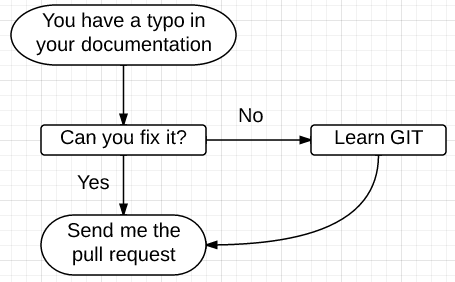 You have a typo in
your documentation
Can you fix it?
No
Learn GIT
Yes
Send me the
pull request